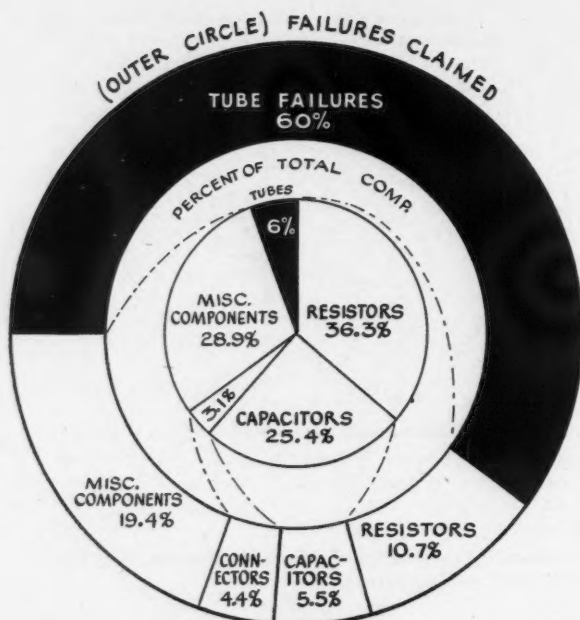 (OUTER CIRCLE) FAILURES CLAIMED
TUBE FAILURES
60%
PERCENT OF TOTAL COMP.
TUBES
6%
MISC.
COMPONENTS
28.9%
RESISTORS
36.3%
3.1%
CAPACITORS
25.4%
MISC.
COMPONENTS
19.4%
CONN-
ECTORS
4.4%
CAPAC-
ITORS
5.5%
RESISTORS
10.7%